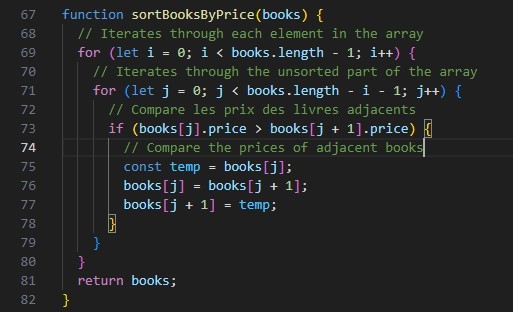 67 function sortBooksByPrice(books) {
68 // Iterates through each element in the array
69 for (let i = 0; i < books.length - 1; i++) {
70 // Iterates through the unsorted part of the array
71 for (let j = 0; j < books.length - i - 1; j++) {
72 // Compare les prix des livres adjacents
73 if (books[j].price > books[j + 1].price) {
74 // Compare the prices of adjacent books
75 const temp = books[j];
76 books[j] = books[j + 1];
77 books[j + 1] = temp;
78 }
79 }
80 }
81 return books;
82 }